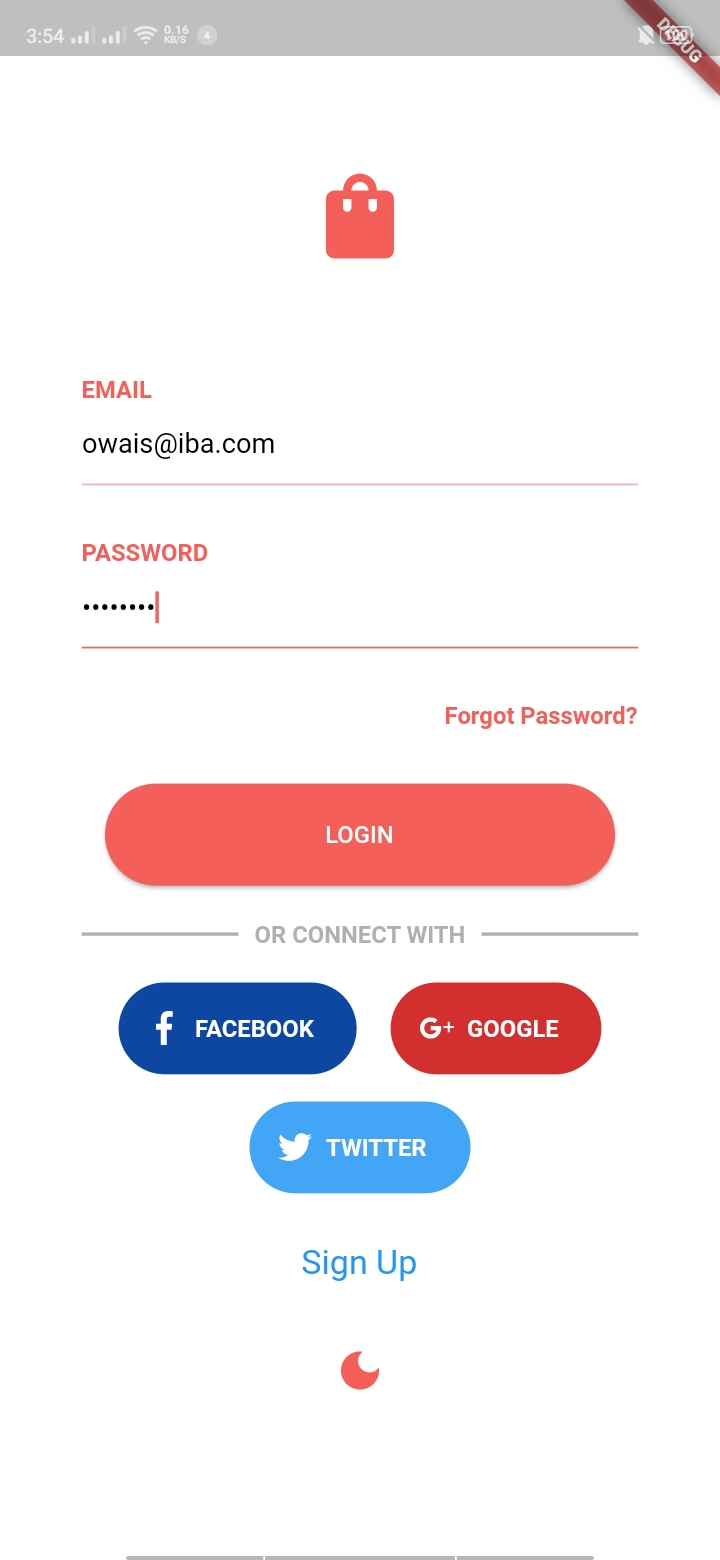 3:54 0.16 KB/S 4 100
DEBUG
EMAIL
owais@iba.com
PASSWORD
••••••••
Forgot Password?
LOGIN
OR CONNECT WITH
FACEBOOK G+ GOOGLE
TWITTER
Sign Up